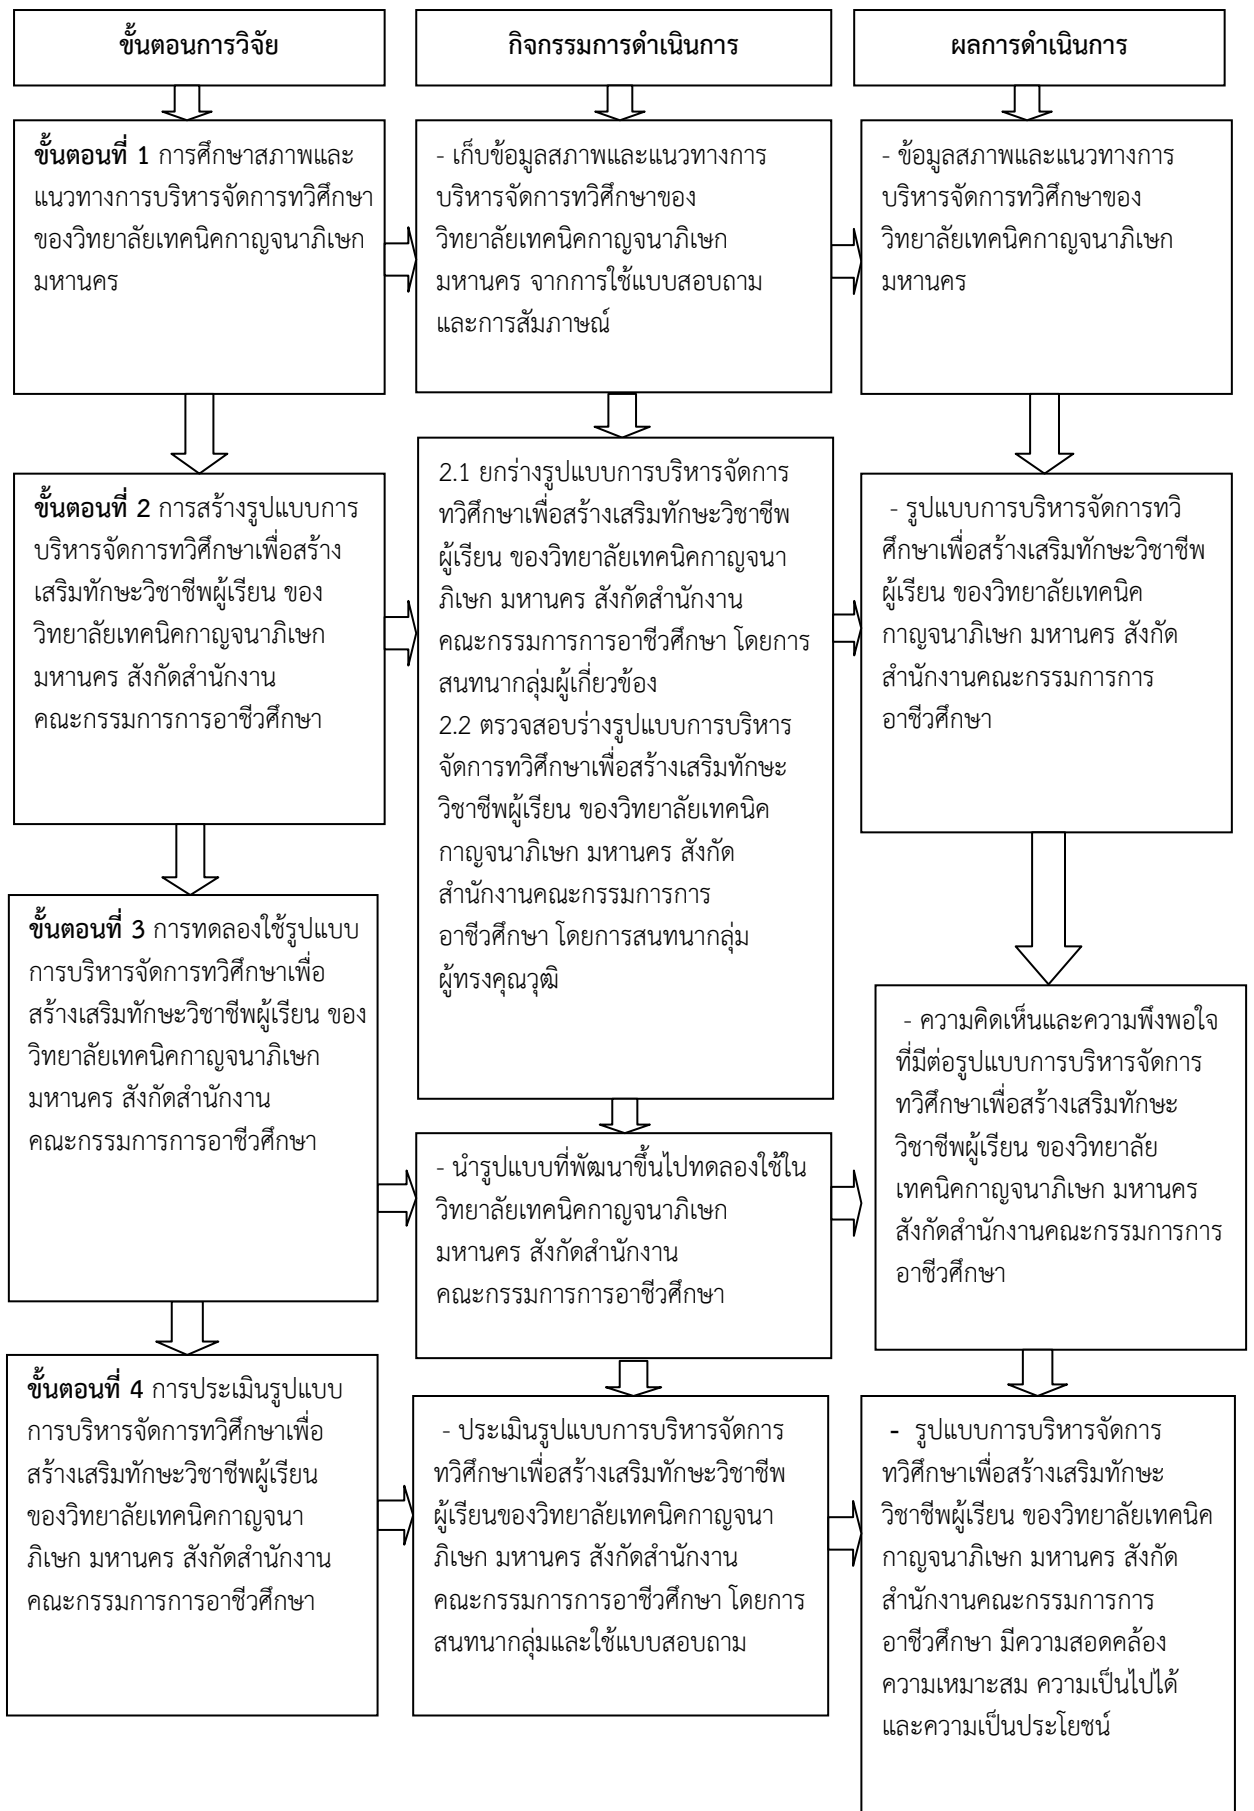 ขั้นตอนการวิจัย
กิจกรรมการดำเนินการ
ผลการดำเนินการ
ขั้นตอนที่ 1 การศึกษาสภาพและ
แนวทางการบริหารจัดการทวิศึกษา
ของวิทยาลัยเทคนิคกาญจนาภิเษก
มหานคร
- เก็บข้อมูลสภาพและแนวทางการ
บริหารจัดการทวิศึกษาของ
วิทยาลัยเทคนิคกาญจนาภิเษก
มหานคร จากการใช้แบบสอบถาม
และการสัมภาษณ์
- ข้อมูลสภาพและแนวทางการ
บริหารจัดการทวิศึกษาของ
วิทยาลัยเทคนิคกาญจนาภิเษก
มหานคร
ขั้นตอนที่ 2 การสร้างรูปแบบการ
บริหารจัดการทวิศึกษาเพื่อสร้าง
เสริมทักษะวิชาชีพผู้เรียน ของ
วิทยาลัยเทคนิคกาญจนาภิเษก
มหานคร สังกัดสำนักงาน
คณะกรรมการการอาชีวศึกษา
2.1 ยกร่างรูปแบบการบริหารจัดการ
ทวิศึกษาเพื่อสร้างเสริมทักษะวิชาชีพ
ผู้เรียน ของวิทยาลัยเทคนิคกาญจนา
ภิเษก มหานคร สังกัดสำนักงาน
คณะกรรมการการอาชีวศึกษา โดยการ
สนทนากลุ่มผู้เกี่ยวข้อง
2.2 ตรวจสอบร่างรูปแบบการบริหาร
จัดการทวิศึกษาเพื่อสร้างเสริมทักษะ
วิชาชีพผู้เรียน ของวิทยาลัยเทคนิค
กาญจนาภิเษก มหานคร สังกัด
สำนักงานคณะกรรมการการ
อาชีวศึกษา โดยการสนทนากลุ่ม
ผู้ทรงคุณวุฒิ
- รูปแบบการบริหารจัดการทวิ
ศึกษาเพื่อสร้างเสริมทักษะวิชาชีพ
ผู้เรียน ของวิทยาลัยเทคนิค
กาญจนาภิเษก มหานคร สังกัด
สำนักงานคณะกรรมการการ
อาชีวศึกษา
ขั้นตอนที่ 3 การทดลองใช้รูปแบบ
การบริหารจัดการทวิศึกษาเพื่อ
สร้างเสริมทักษะวิชาชีพผู้เรียน ของ
วิทยาลัยเทคนิคกาญจนาภิเษก
มหานคร สังกัดสำนักงาน
คณะกรรมการการอาชีวศึกษา
- นำรูปแบบที่พัฒนาขึ้นไปทดลองใช้ใน
วิทยาลัยเทคนิคกาญจนาภิเษก
มหานคร สังกัดสำนักงาน
คณะกรรมการการอาชีวศึกษา
- ความคิดเห็นและความพึงพอใจ
ที่มีต่อรูปแบบการบริหารจัดการ
ทวิศึกษาเพื่อสร้างเสริมทักษะ
วิชาชีพผู้เรียน ของวิทยาลัย
เทคนิคกาญจนาภิเษก มหานคร
สังกัดสำนักงานคณะกรรมการการ
อาชีวศึกษา
ขั้นตอนที่ 4 การประเมินรูปแบบ
การบริหารจัดการทวิศึกษาเพื่อ
สร้างเสริมทักษะวิชาชีพผู้เรียน
ของวิทยาลัยเทคนิคกาญจนา
ภิเษก มหานคร สังกัดสำนักงาน
คณะกรรมการการอาชีวศึกษา
- ประเมินรูปแบบการบริหารจัดการ
ทวิศึกษาเพื่อสร้างเสริมทักษะวิชาชีพ
ผู้เรียนของวิทยาลัยเทคนิคกาญจนา
ภิเษก มหานคร สังกัดสำนักงาน
คณะกรรมการการอาชีวศึกษา โดยการ
สนทนากลุ่มและใช้แบบสอบถาม
- รูปแบบการบริหารจัดการ
ทวิศึกษาเพื่อสร้างเสริมทักษะ
วิชาชีพผู้เรียน ของวิทยาลัยเทคนิค
กาญจนาภิเษก มหานคร สังกัด
สำนักงานคณะกรรมการการ
อาชีวศึกษา มีความสอดคล้อง
ความเหมาะสม ความเป็นไปได้
และความเป็นประโยชน์